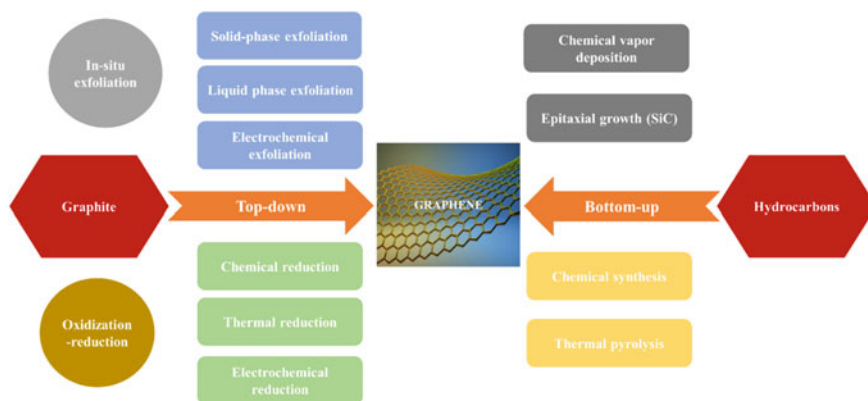 In-situ
exfoliation
Solid-phase exfoliation
Liquid phase exfoliation
Electrochemical
exfoliation
Chemical vapor
deposition
Epitaxial growth (SiC)
Graphite
Top-down
GRAPHENE
Bottom-up
Hydrocarbons
Oxidization
-reduction
Chemical reduction
Thermal reduction
Electrochemical
reduction
Chemical synthesis
Thermal pyrolysis